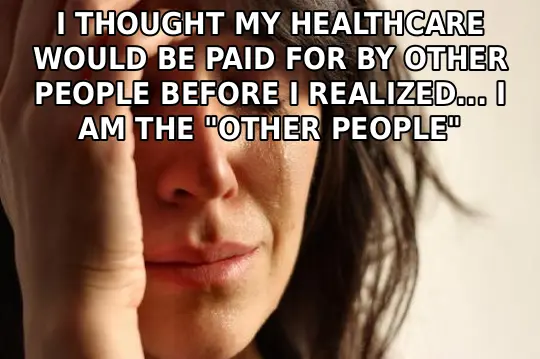 I THOUGHT MY HEALTHCARE
WOULD BE PAID FOR BY OTHER
PEOPLE BEFORE I REALIZED... I
AM THE "OTHER PEOPLE"